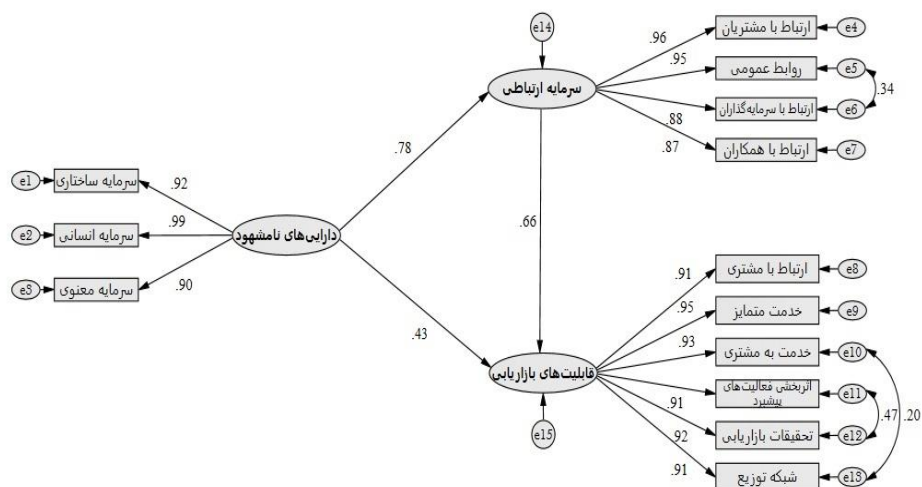 e14
.96
ارتباط با مشتریان
e4
.95
روابط عمومی
e5
سرمایه ارتباطی
.34
ارتباط با سرمایه‌گذاران
e6
.88
ارتباط با همکاران
e7
.87
.78
e1
سرمایه ساختاری
.92
.66
e2
سرمایه انسانی
.99
دارایی‌های نامشهود
e3
سرمایه معنوی
.90
.43
.91
ارتباط با مشتری
e8
.95
خدمت متمایز
e9
.93
خدمت به مشتری
e10
قابلیت‌های بازاریابی
اثربخشی فعالیت‌های
پیشبرد
e11
.91
.47
.20
تحقیقات بازاریابی
e12
.92
e15
.91
شبکه توزیع
e13